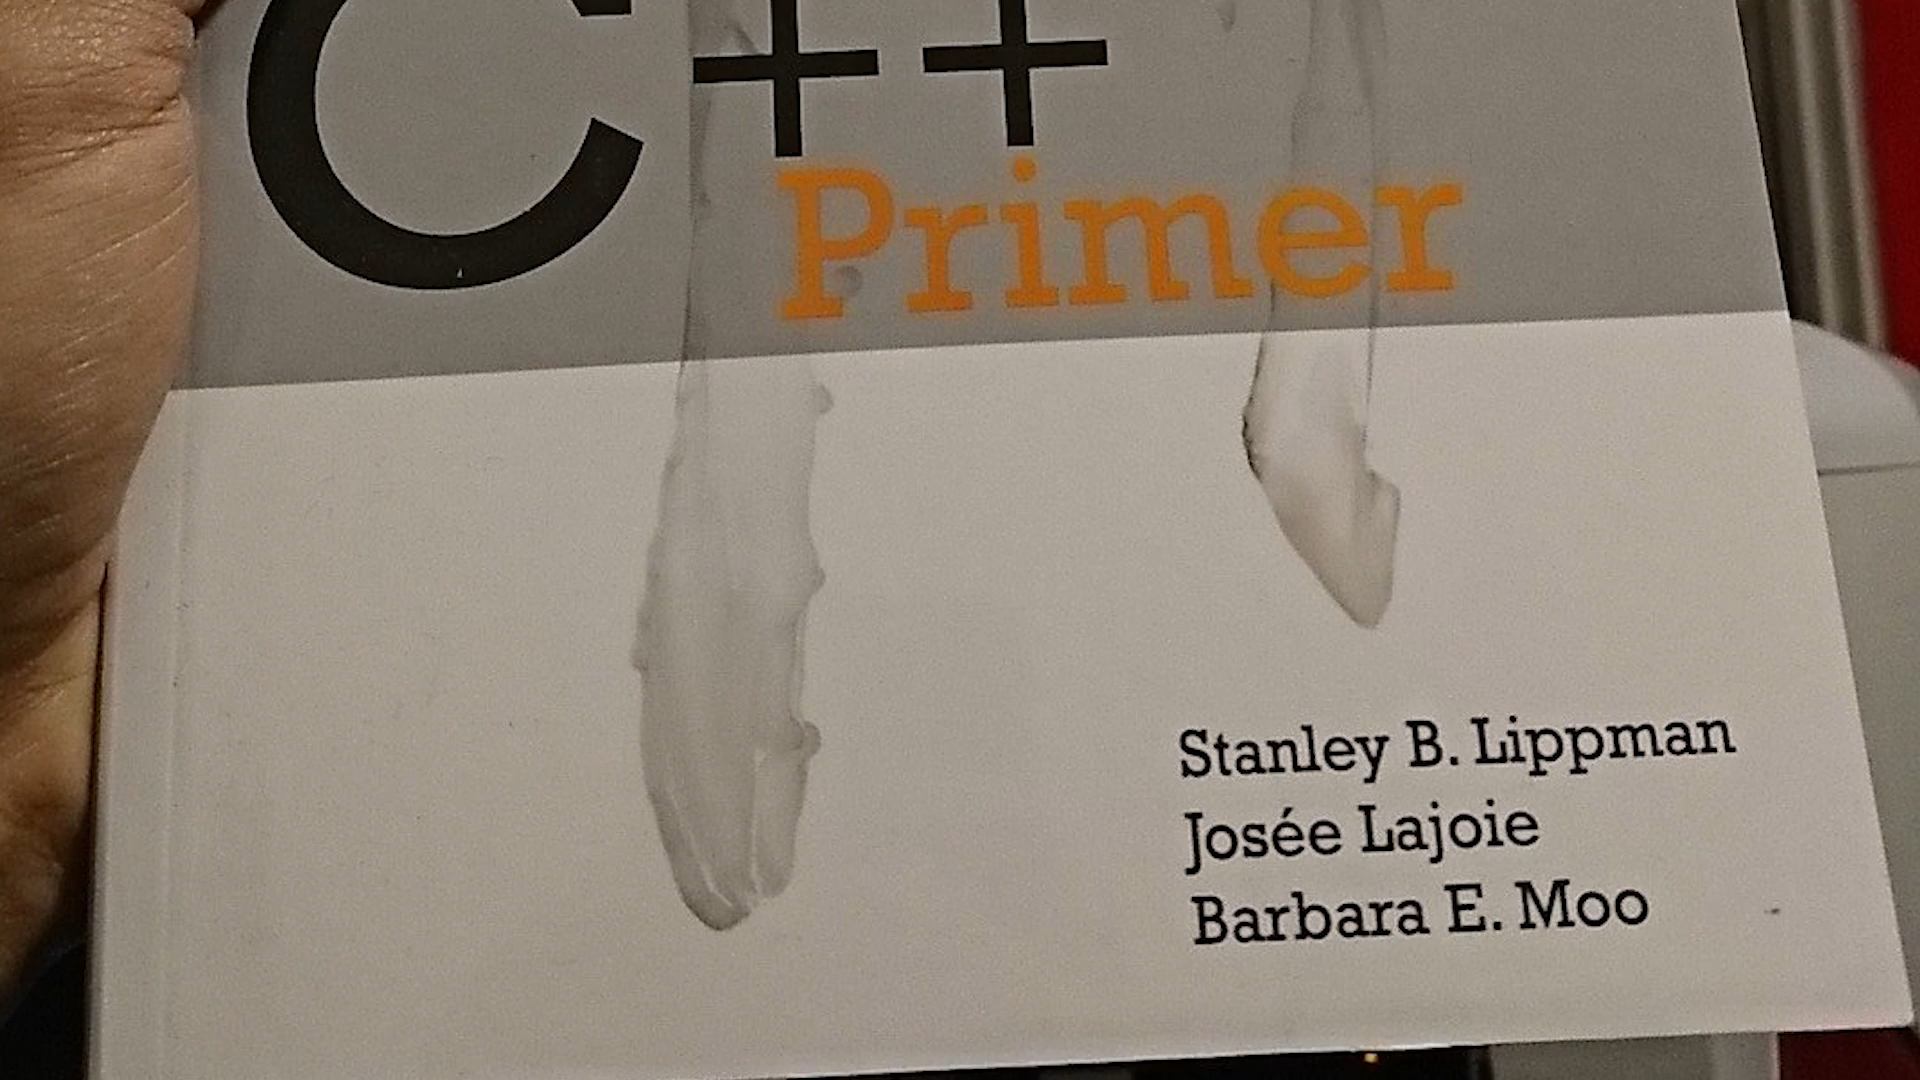 C++
Primer
Stanley B. Lippman
Josée Lajoie
Barbara E. Moo